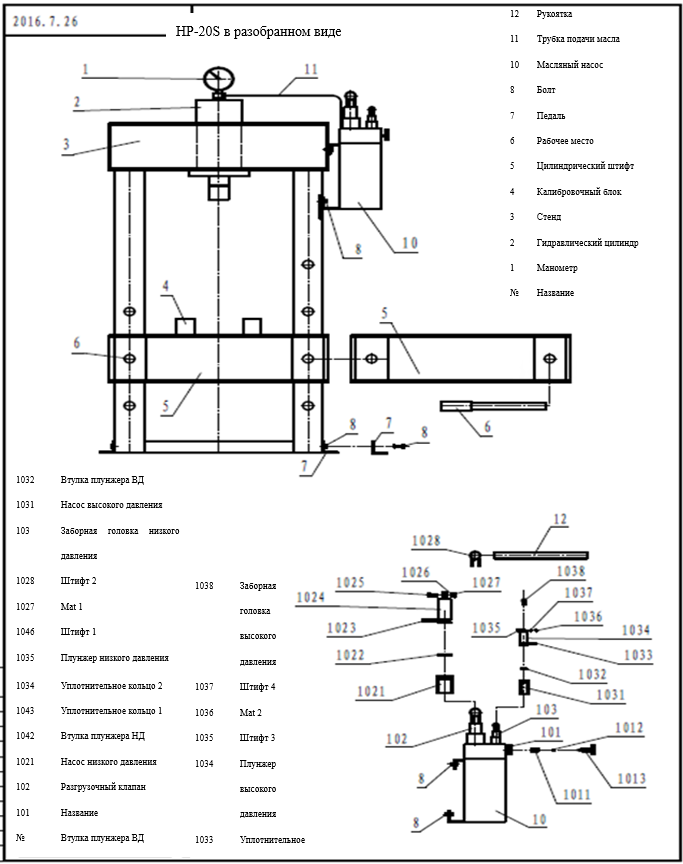 2016.7.26
HP-20S в разобранном виде
12 Рукоятка
11 Трубка подачи масла
10 Масляный насос
8 Болт
7 Педаль
6 Рабочее место
5 Цилиндрический штифт
4 Калибровочный блок
3 Стенд
2 Гидравлический цилиндр
1 Манометр
№ Название
1
11
2
3
8
10
4
5
6
5
5
8
7
8
6
7
1032 Втулка плунжера ВД
1031 Насос высокого давления
103 Заборная головка низкого
давления
1028 Штифт 2
1027 Mat 1
1046 Штифт 1
1035 Плунжер низкого давления
1034 Уплотнительное кольцо 2
1043 Уплотнительное кольцо 1
1042 Втулка плунжера НД
1021 Насос низкого давления
102 Разгрузочный клапан
101 Название
№ Втулка плунжера ВД
1038 Заборная
головка
высокого
давления
1037 Штифт 4
1036 Mat 2
1035 Штифт 3
1034 Плунжер
высокого
давления
1033 Уплотнительное
12
1028
1026
1038
1025
1027
1037
1024
1036
1023
1035
1034
1022
1033
1032
1021
1031
103
102
101
1012
8
1011
1013
8
10